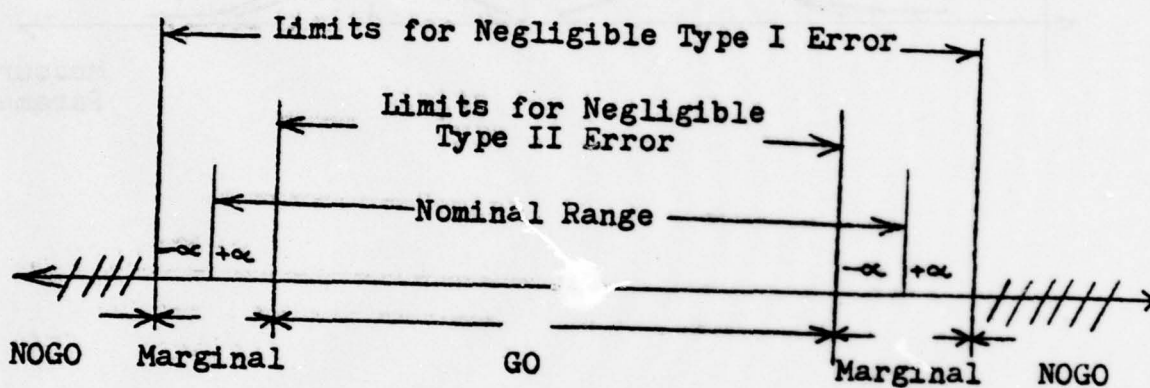 Limits for Negligible Type I Error
Limits for Negligible
Type II Error
Nominal Range
-α +α -α +α
NOGO Marginal GO Marginal NOGO